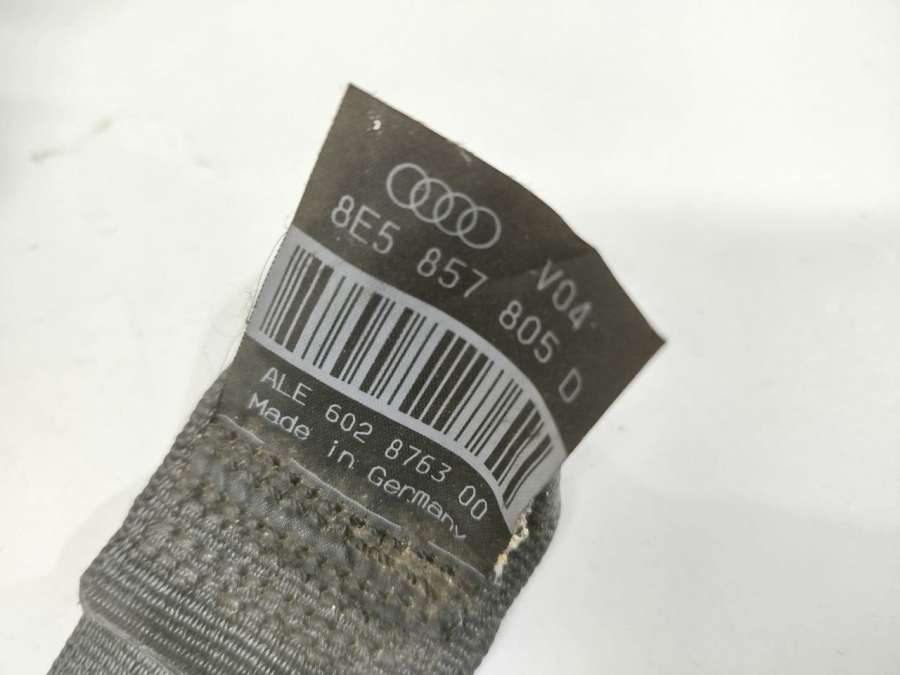 8E5 857 805 D
V04
ALE 602 8763 00
Made in Germany